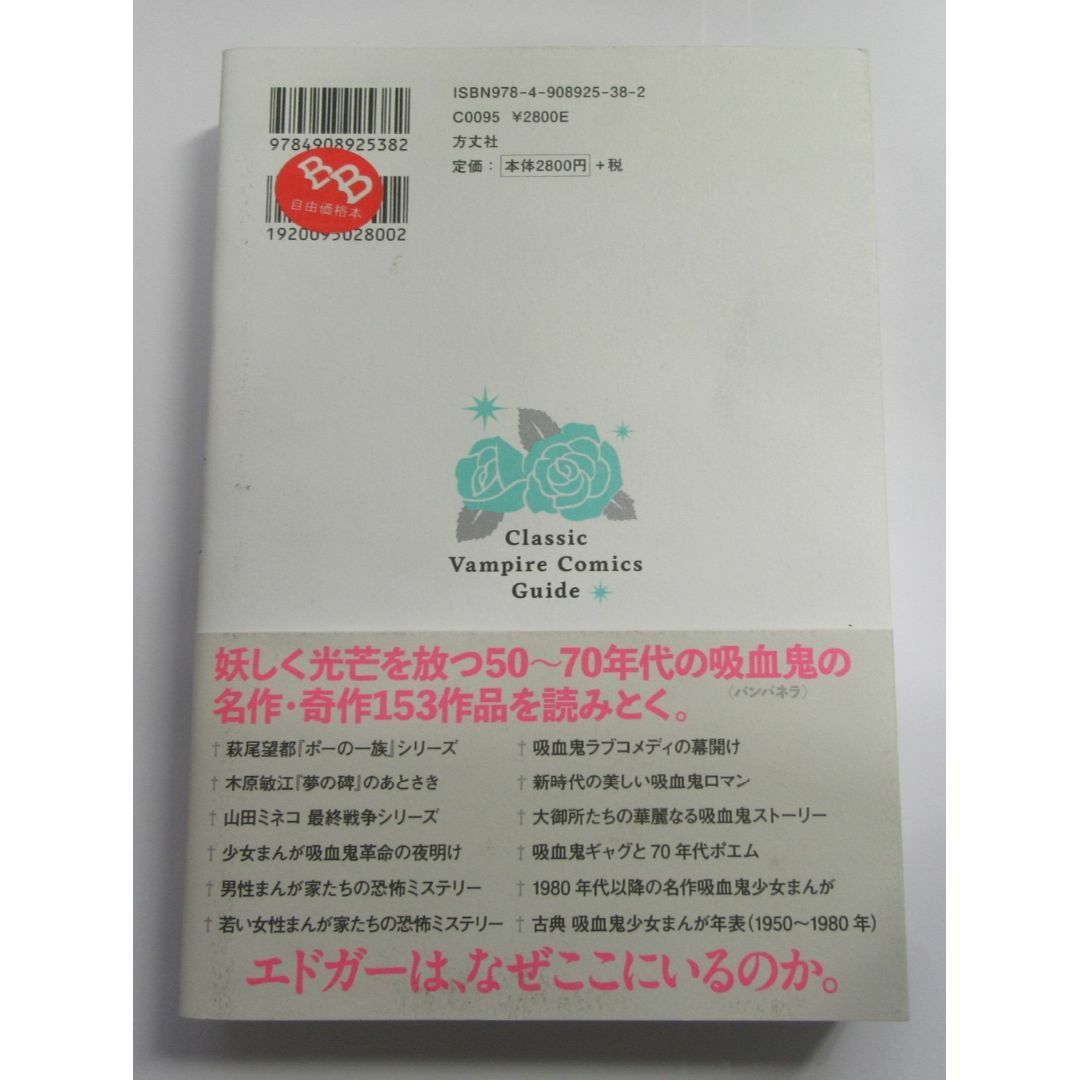 ISBN978-4-908925-38-2
C0095 ¥2800E
方丈社
定価： 本体2800円 +税
9784908925382
BB
自由価格本
1920095028002
Classic
Vampire Comics
Guide
妖しく光芒を放つ50〜70年代の吸血鬼の
（バンパネラ）
名作・奇作153作品を読みとく。
† 萩尾望都『ポーの一族』シリーズ
† 木原敏江『夢の碑』のあとさき
† 山田ミネコ 最終戦争シリーズ
† 少女まんが吸血鬼革命の夜明け
† 男性まんが家たちの恐怖ミステリー
† 若い女性まんが家たちの恐怖ミステリー
† 吸血鬼ラブコメディの幕開け
† 新時代の美しい吸血鬼ロマン
† 大御所たちの華麗なる吸血鬼ストーリー
† 吸血鬼ギャグと70年代ポエム
† 1980年代以降の名作吸血鬼少女まんが
† 古典 吸血鬼少女まんが年表（1950〜1980年）
エドガーは、なぜここにいるのか。